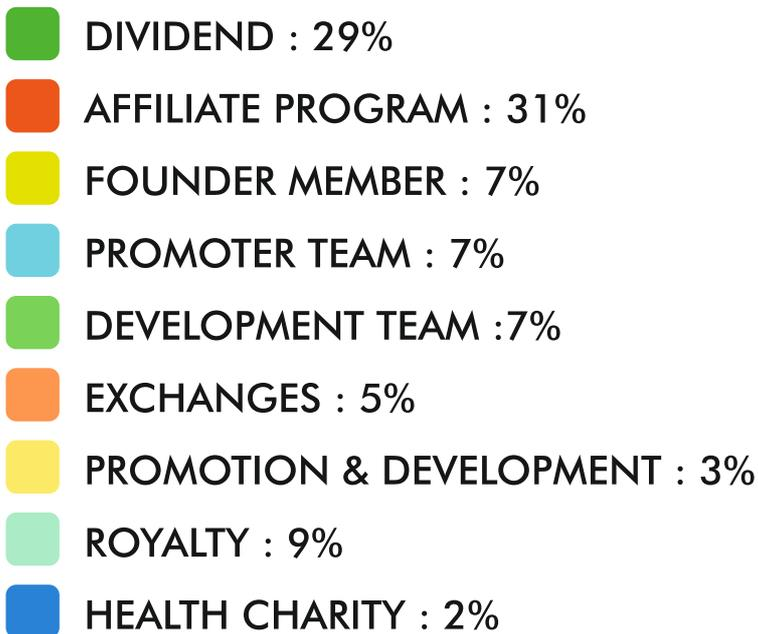 DIVIDEND : 29%
AFFILIATE PROGRAM : 31%
FOUNDER MEMBER : 7%
PROMOTER TEAM : 7%
DEVELOPMENT TEAM :7%
EXCHANGES : 5%
PROMOTION & DEVELOPMENT : 3%
ROYALTY : 9%
HEALTH CHARITY : 2%